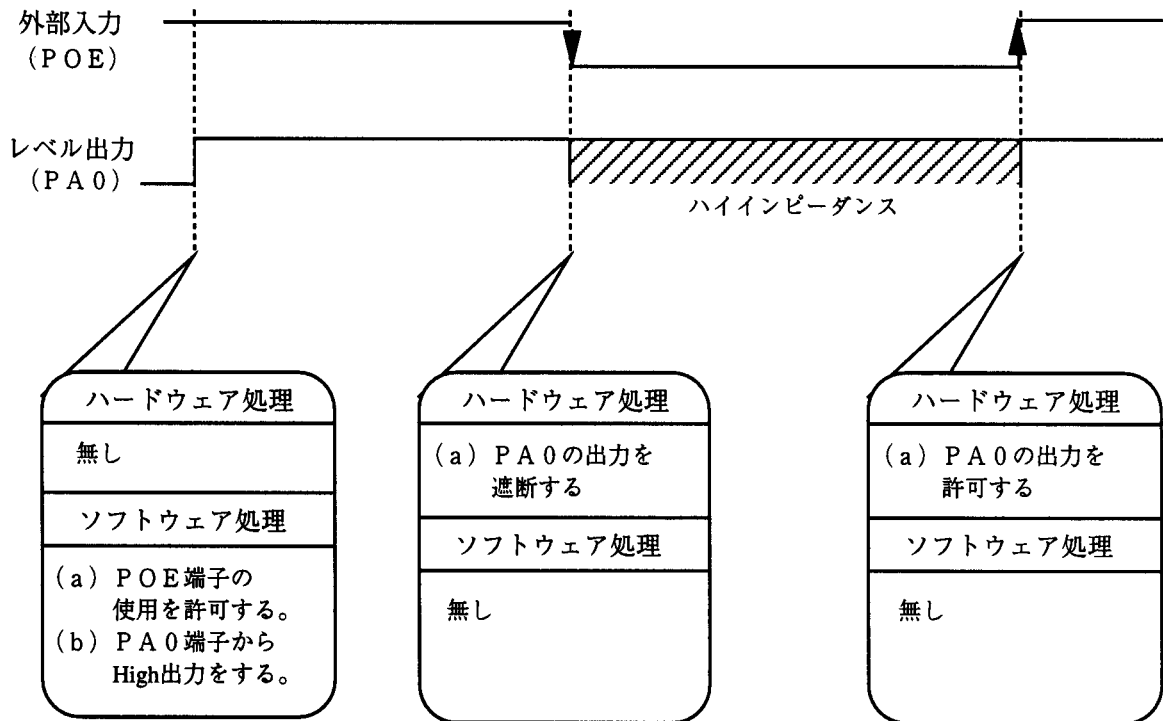 外部入力
(POE)
レベル出力
(PA0)
ハイインピーダンス
ハードウェア処理
無し
ソフトウェア処理
(a) POE端子の
使用を許可する。
(b) PA0端子から
High出力をする。
ハードウェア処理
(a) PA0の出力を
遮断する
ソフトウェア処理
無し
ハードウェア処理
(a) PA0の出力を
許可する
ソフトウェア処理
無し